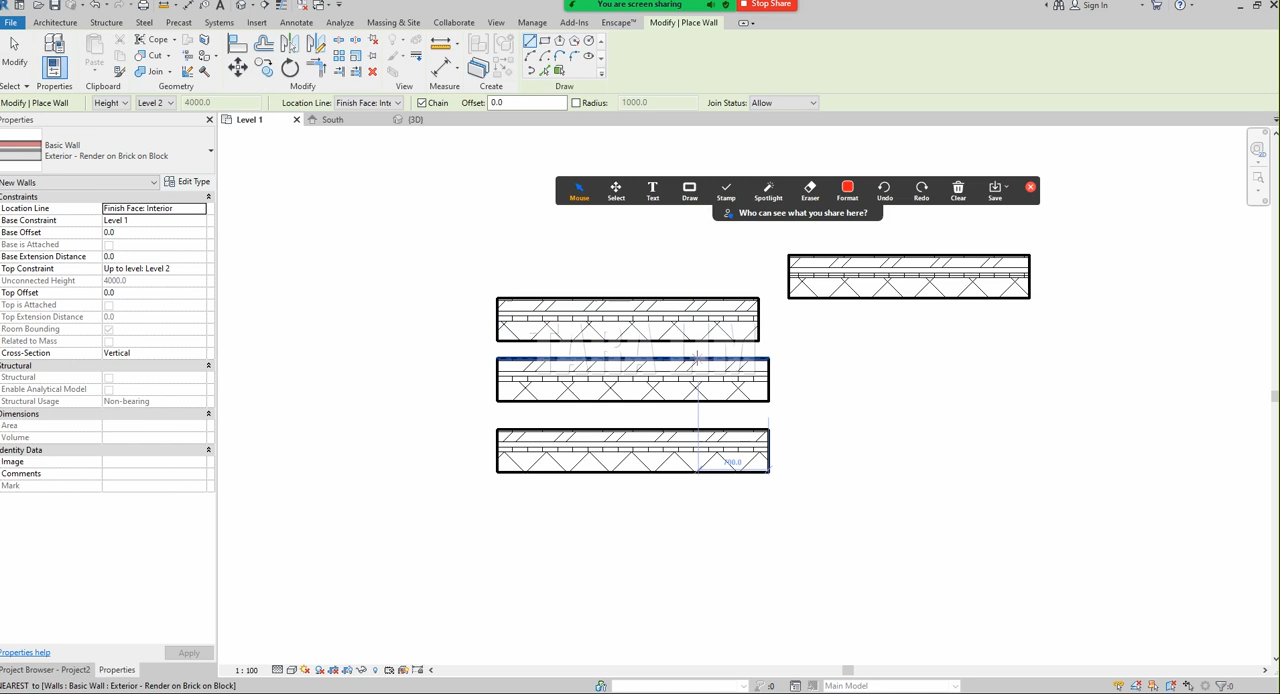 You are screen sharing
Stop Share
Sign In
File
Architecture
Structure
Steel
Precast
Systems
Insert
Annotate
Analyze
Massing & Site
Collaborate
View
Manage
Add-Ins
Enscape™
Modify | Place Wall
Modify
Paste
Cope
Cut
Join
Select
Properties
Clipboard
Geometry
Modify
View
Measure
Create
Draw
Modify | Place Wall
Height
Level 2
4000.0
Location Line:
Finish Face: Inte
Chain
Offset:
0.0
Radius:
1000.0
Join Status:
Allow
Properties
Level 1
South
{3D}
Basic Wall
Exterior - Render on Brick on Block
New Walls
Edit Type
Constraints
Location Line
Finish Face: Interior
Base Constraint
Level 1
Base Offset
0.0
Base is Attached
Base Extension Distance
0.0
Top Constraint
Up to level: Level 2
Unconnected Height
4000.0
Top Offset
0.0
Top is Attached
Top Extension Distance
0.0
Room Bounding
Related to Mass
Cross-Section
Vertical
Structural
Structural
Enable Analytical Model
Structural Usage
Non-bearing
Dimensions
Area
Volume
Identity Data
Image
Comments
Mark
Mouse
Select
Text
Draw
Stamp
Spotlight
Eraser
Format
Undo
Redo
Clear
Save
Who can see what you share here?
Properties help
Apply
Project Browser - Project2
Properties
1 : 100
NEAREST to [Walls : Basic Wall : Exterior - Render on Brick on Block]
:0
Main Model
:0